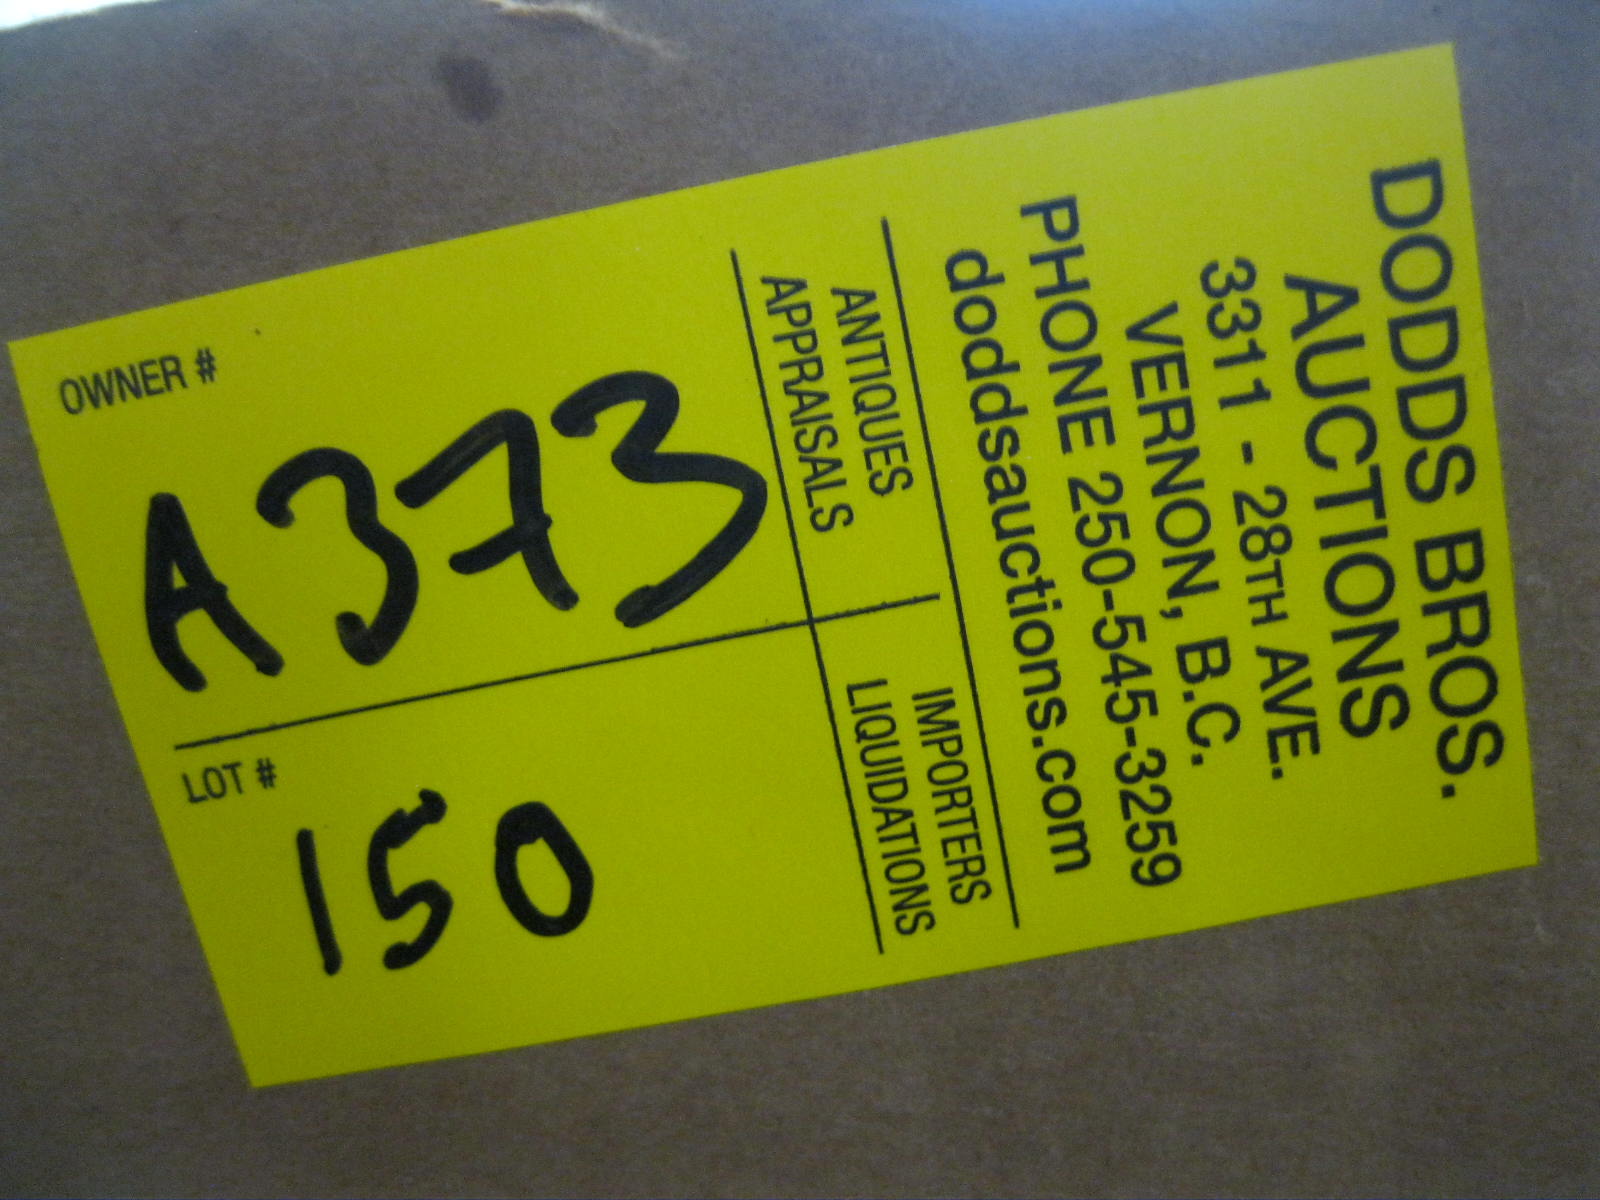 DODDS BROS.
AUCTIONS
3311 - 28TH AVE.
VERNON, B.C.
PHONE 250-545-3259
doddsauctions.com
ANTIQUES
APPRAISALS
IMPORTERS
LIQUIDATIONS
OWNER #
A373
LOT #
150